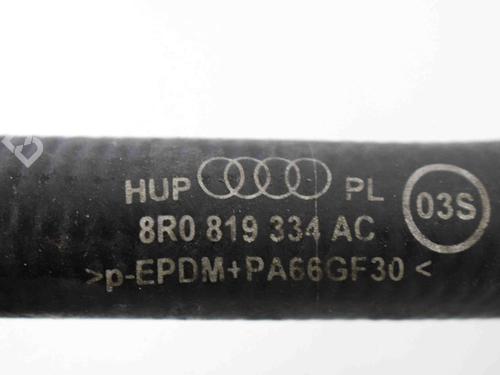 HUP PL
03S
8R0 819 334 AC
>p-EPDM+PA66GF30<